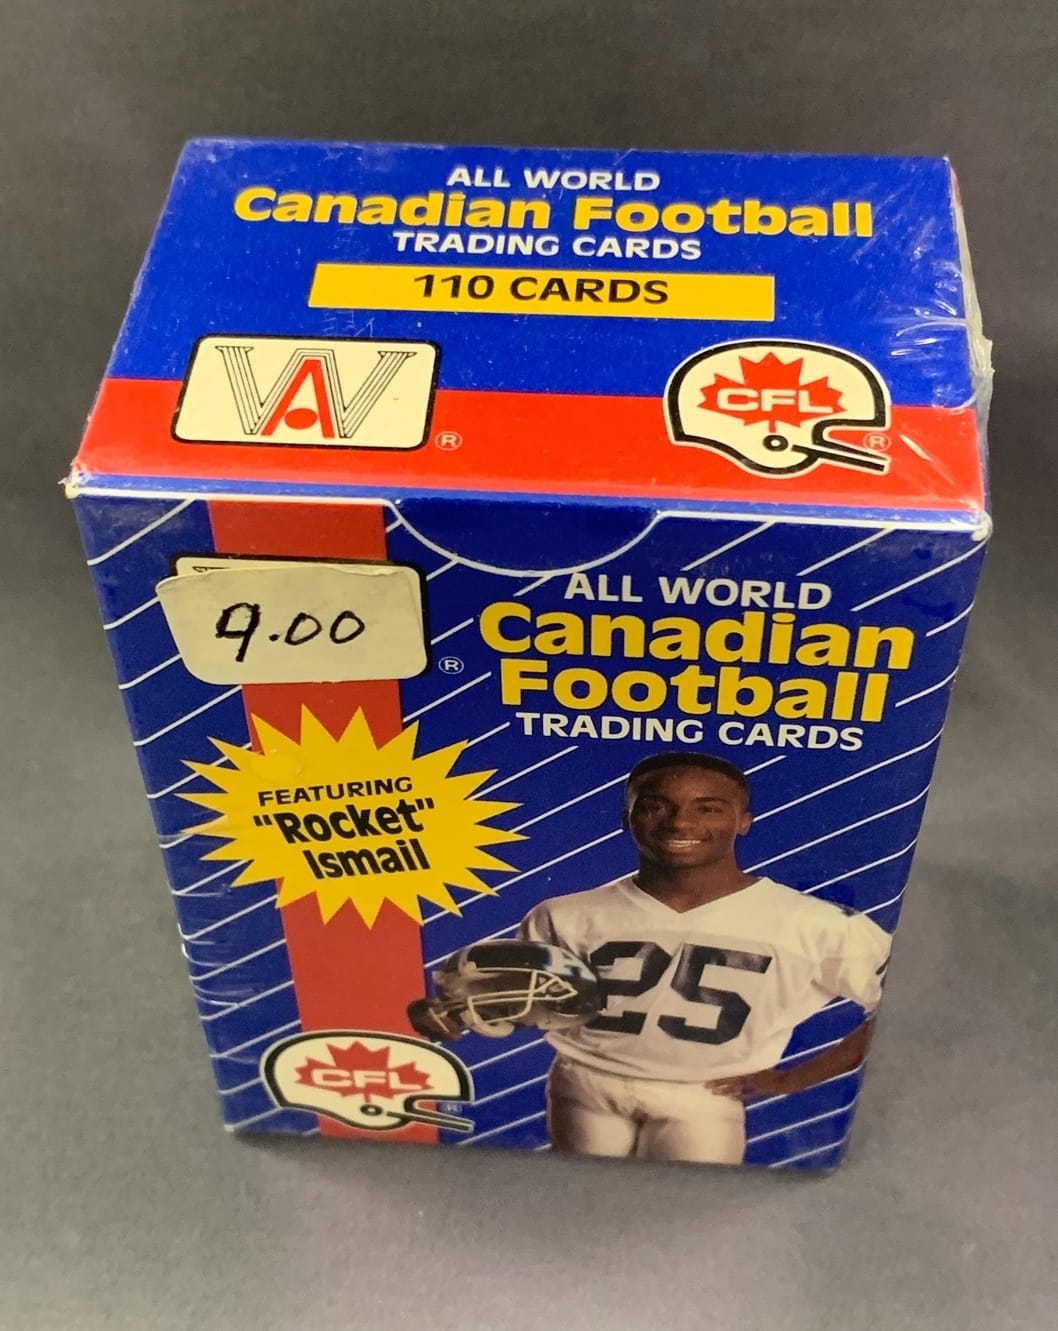 ALL WORLD
Canadian Football
TRADING CARDS
110 CARDS
WA
®
CFL
®
9.00
®
ALL WORLD
Canadian
Football
TRADING CARDS
FEATURING
"Rocket"
Ismail
25
CFL
®